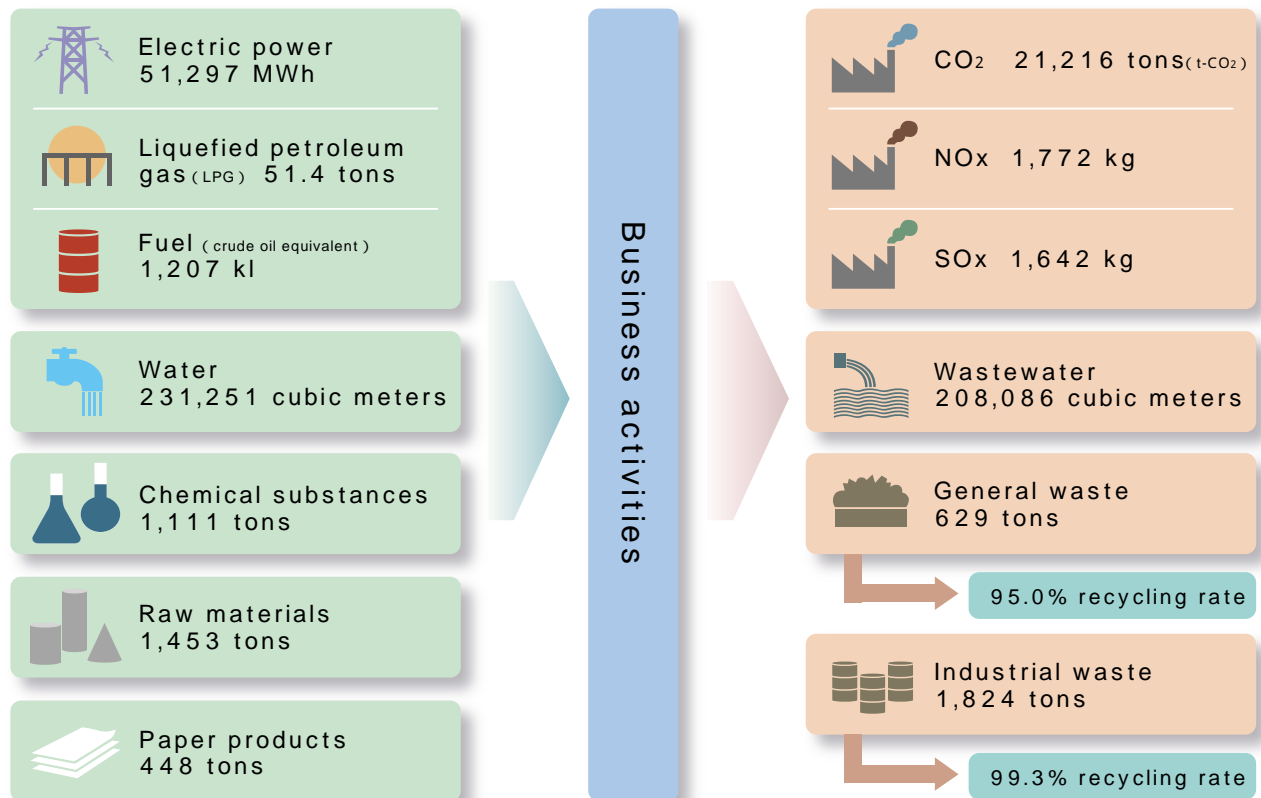 Electric power
51,297 MWh
Liquefied petroleum
gas (LPG) 51.4 tons
Fuel (crude oil equivalent)
1,207 kl
Water
231,251 cubic meters
Chemical substances
1,111 tons
Raw materials
1,453 tons
Paper products
448 tons
Business activities
CO2 21,216 tons (t-CO2)
NOx 1,772 kg
SOx 1,642 kg
Wastewater
208,086 cubic meters
General waste
629 tons
95.0% recycling rate
Industrial waste
1,824 tons
99.3% recycling rate